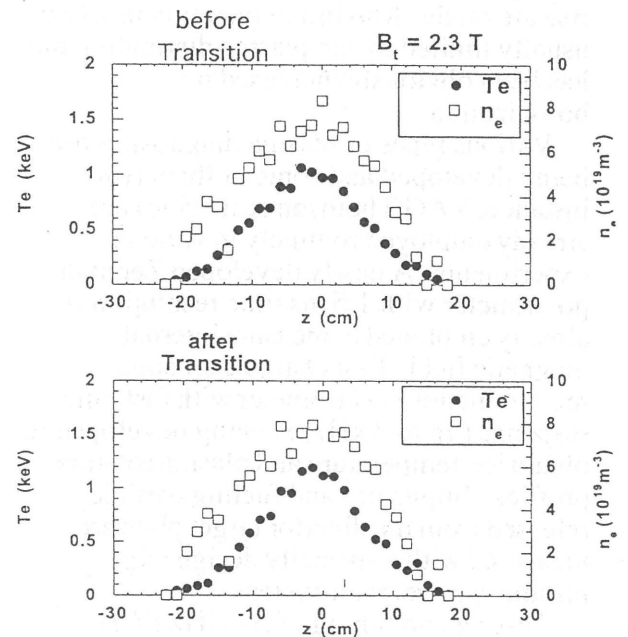 before
Transition
B_t = 2.3 T
Te
n_e
2
1.5
1
0.5
0
Te (keV)
10
8
6
4
2
0
n_e (10^19 m^-3)
-30 -20 -10 0 10 20 30
z (cm)
after
Transition
Te
n_e
2
1.5
1
0.5
0
Te (keV)
10
8
6
4
2
0
n_e (10^19 m^-3)
-30 -20 -10 0 10 20 30
z (cm)